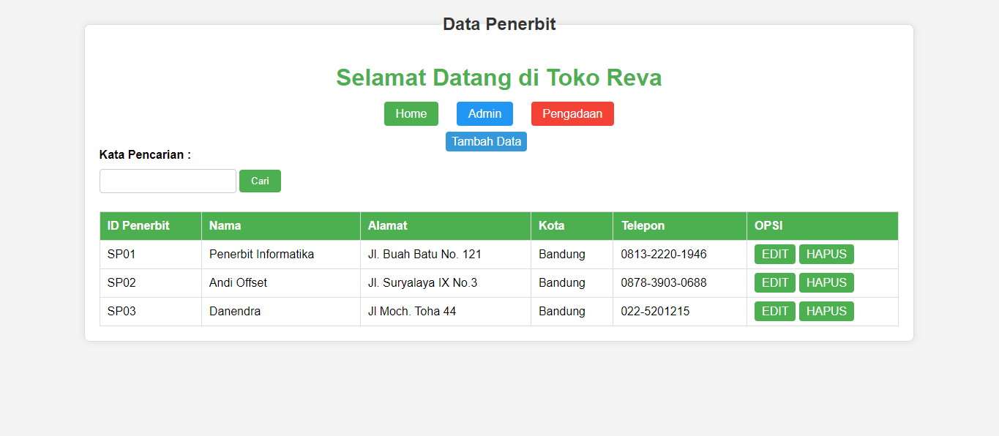 Data Penerbit
Selamat Datang di Toko Reva
Home Admin Pengadaan
Tambah Data
Kata Pencarian :
Cari
ID Penerbit Nama Alamat Kota Telepon OPSI
SP01 Penerbit Informatika Jl. Buah Batu No. 121 Bandung 0813-2220-1946 EDIT HAPUS
SP02 Andi Offset Jl. Suryalaya IX No.3 Bandung 0878-3903-0688 EDIT HAPUS
SP03 Danendra Jl Moch. Toha 44 Bandung 022-5201215 EDIT HAPUS